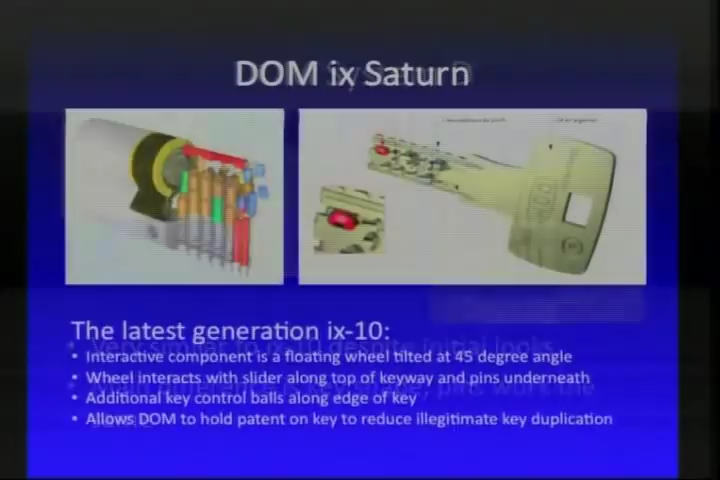 DOM ix Saturn
The latest generation ix-10:
• Interactive component is a floating wheel tilted at 45 degree angle
• Wheel interacts with slider along top of keyway and pins underneath
• Additional key control balls along edge of key
• Allows DOM to hold patent on key to reduce illegitimate key duplication